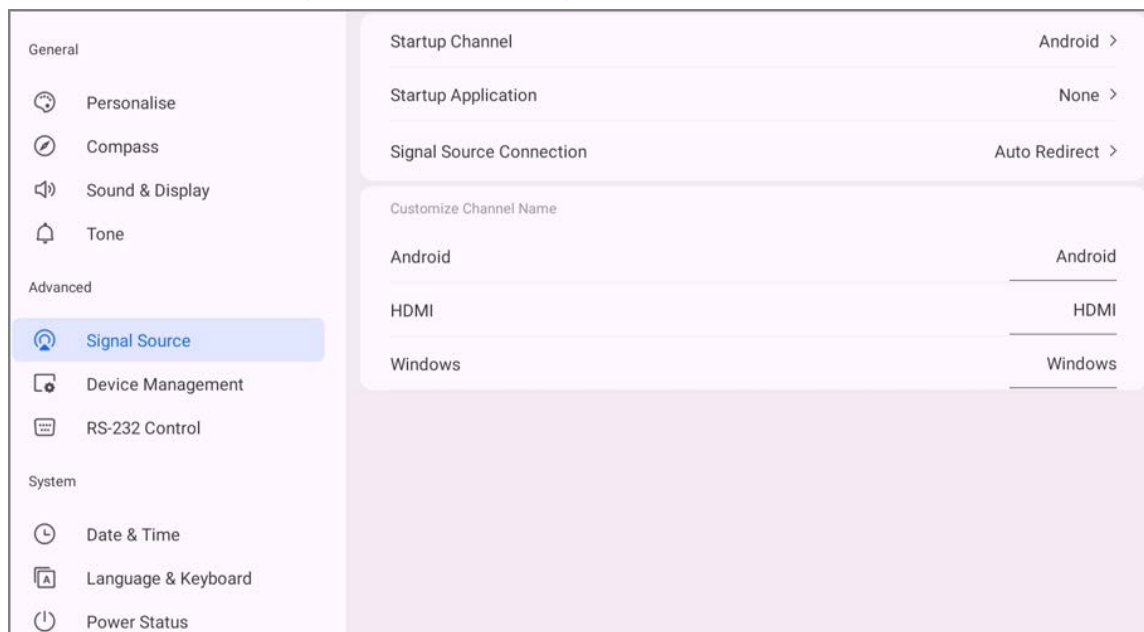 General
Personalise
Compass
Sound & Display
Tone
Advanced
Signal Source
Device Management
RS-232 Control
System
Date & Time
Language & Keyboard
Power Status
Startup Channel Android >
Startup Application None >
Signal Source Connection Auto Redirect >
Customize Channel Name
Android Android
HDMI HDMI
Windows Windows